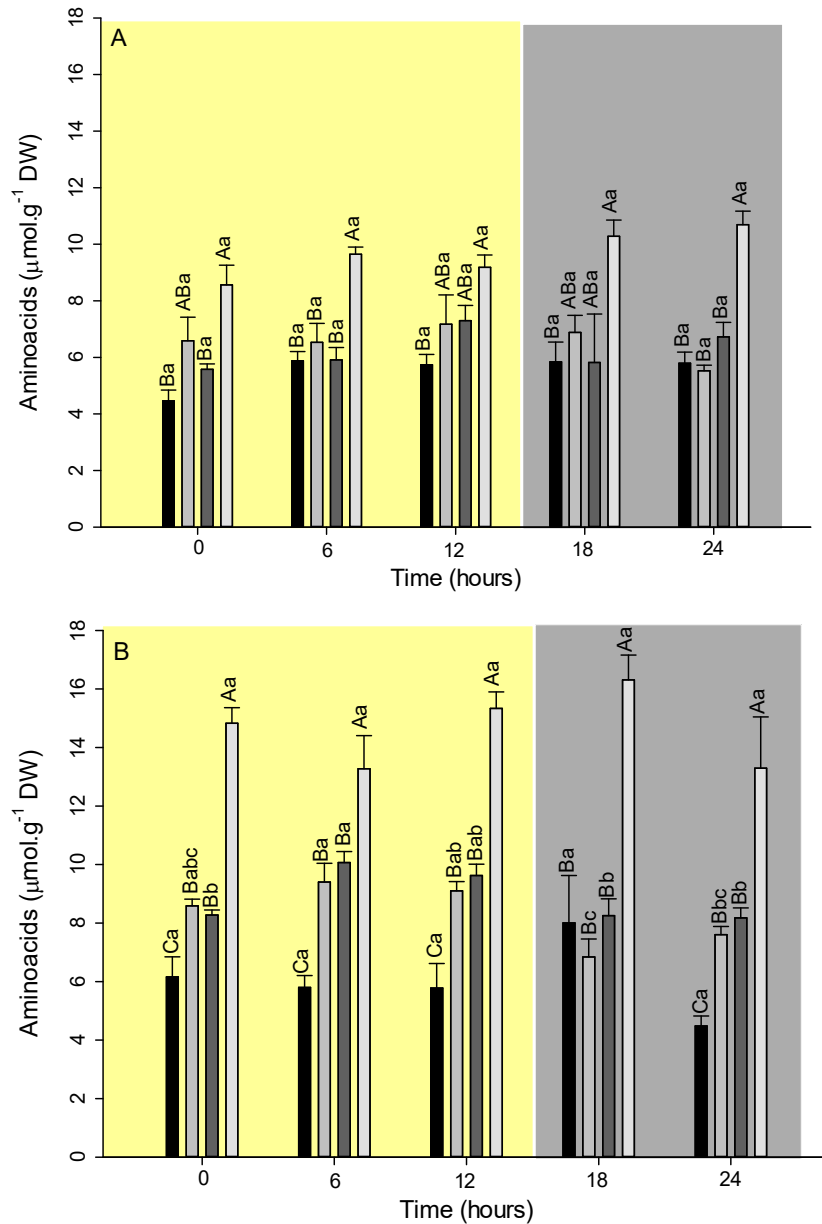 A
Aminoacids (μmol.g⁻¹ DW)
18
16
14
12
10
8
6
4
2
0
Ba ABa Ba Aa
Ba Ba Ba Aa
Ba ABa ABa Aa
Ba ABa ABa Aa
Ba Ba Ba Aa
0 6 12 18 24
Time (hours)
B
Aminoacids (μmol.g⁻¹ DW)
18
16
14
12
10
8
6
4
2
0
Ca Babc Bb Aa
Ca Ba Ba Aa
Ca Bab Bab Aa
Ba Bc Bb Aa
Ca Bbc Bb Aa
0 6 12 18 24
Time (hours)